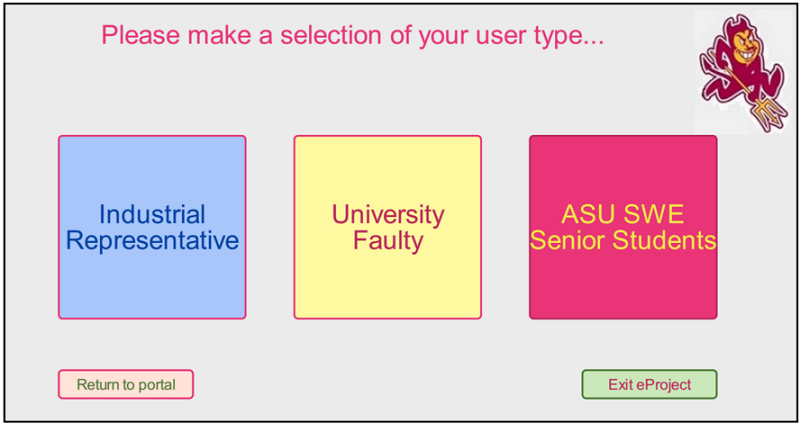 Please make a selection of your user type...
Industrial
Representative
University
Faulty
ASU SWE
Senior Students
Return to portal
Exit eProject